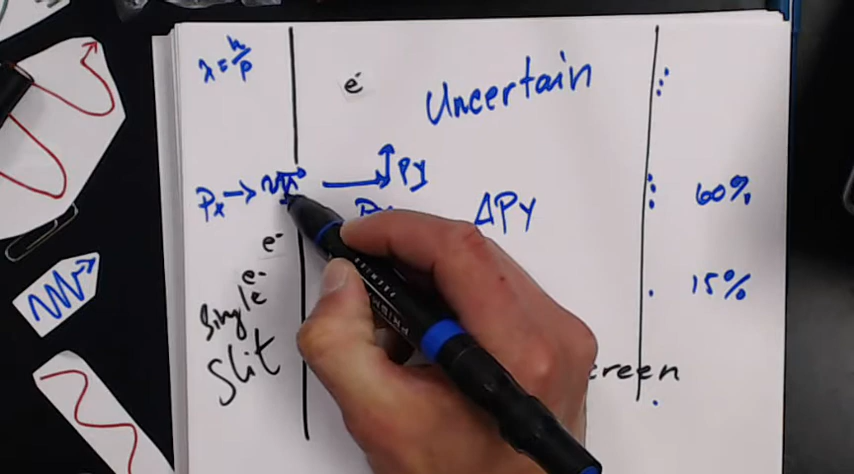 λ = h/p
e⁻
Uncertain
Px → Py
ΔPy
60%
e⁻
e⁻
e⁻
15%
Single
Slit
creen